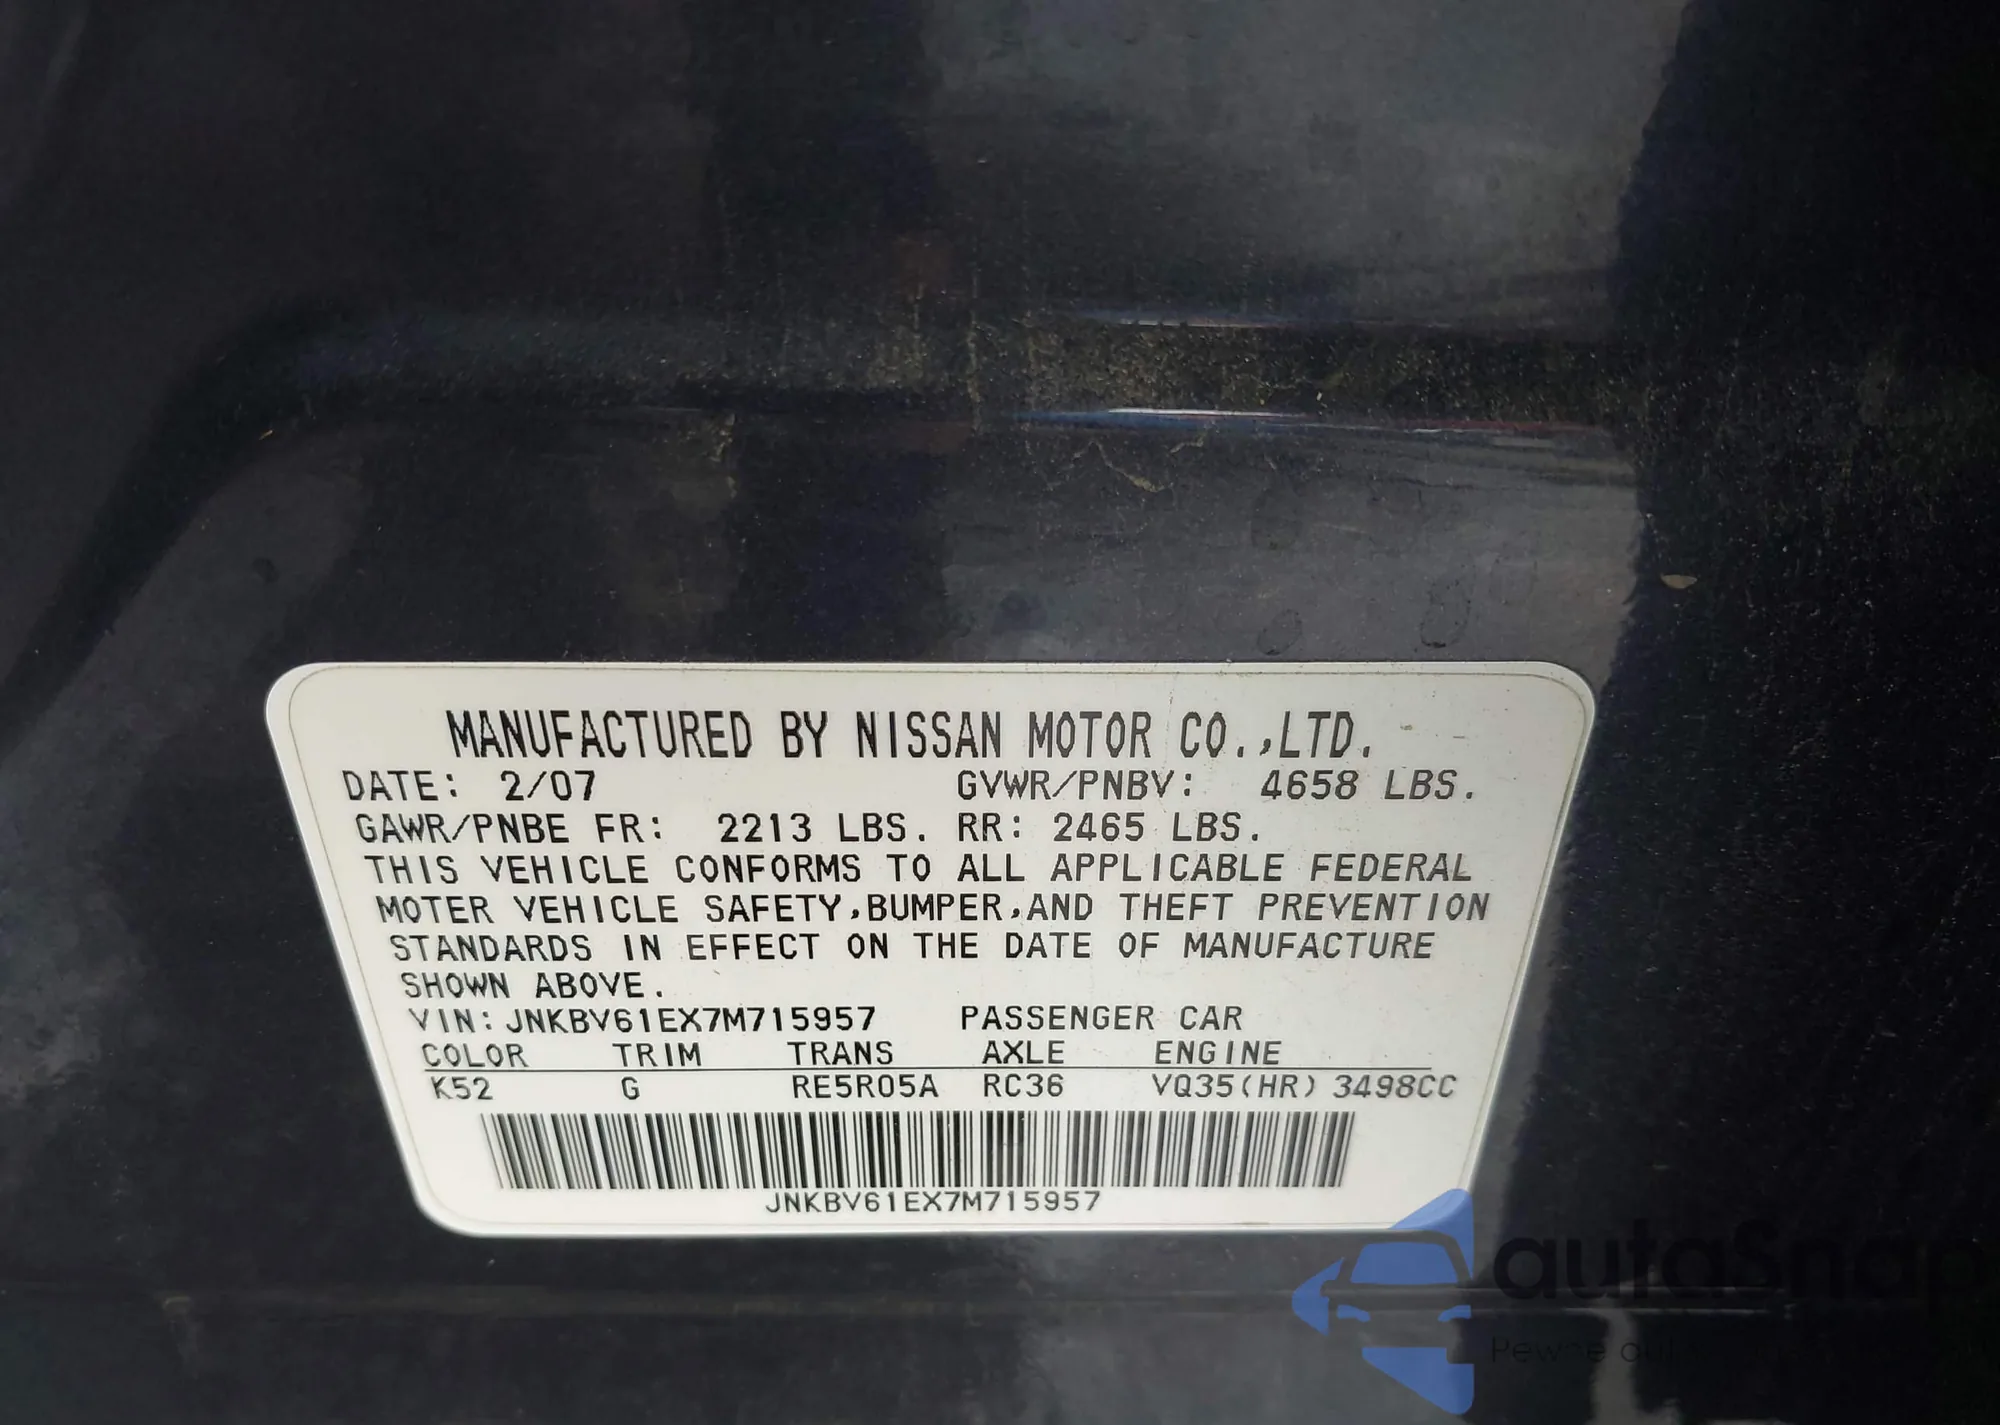 MANUFACTURED BY NISSAN MOTOR CO.,LTD.
DATE: 2/07 GVWR/PNBV: 4658 LBS.
GAWR/PNBE FR: 2213 LBS. RR: 2465 LBS.
THIS VEHICLE CONFORMS TO ALL APPLICABLE FEDERAL
MOTER VEHICLE SAFETY,BUMPER,AND THEFT PREVENTION
STANDARDS IN EFFECT ON THE DATE OF MANUFACTURE
SHOWN ABOVE.
VIN: JNKBV61EX7M715957 PASSENGER CAR
COLOR TRIM TRANS AXLE ENGINE
K52 G RE5R05A RC36 VQ35(HR) 3498CC
JNKBV61EX7M715957
autaSnap
Pewne